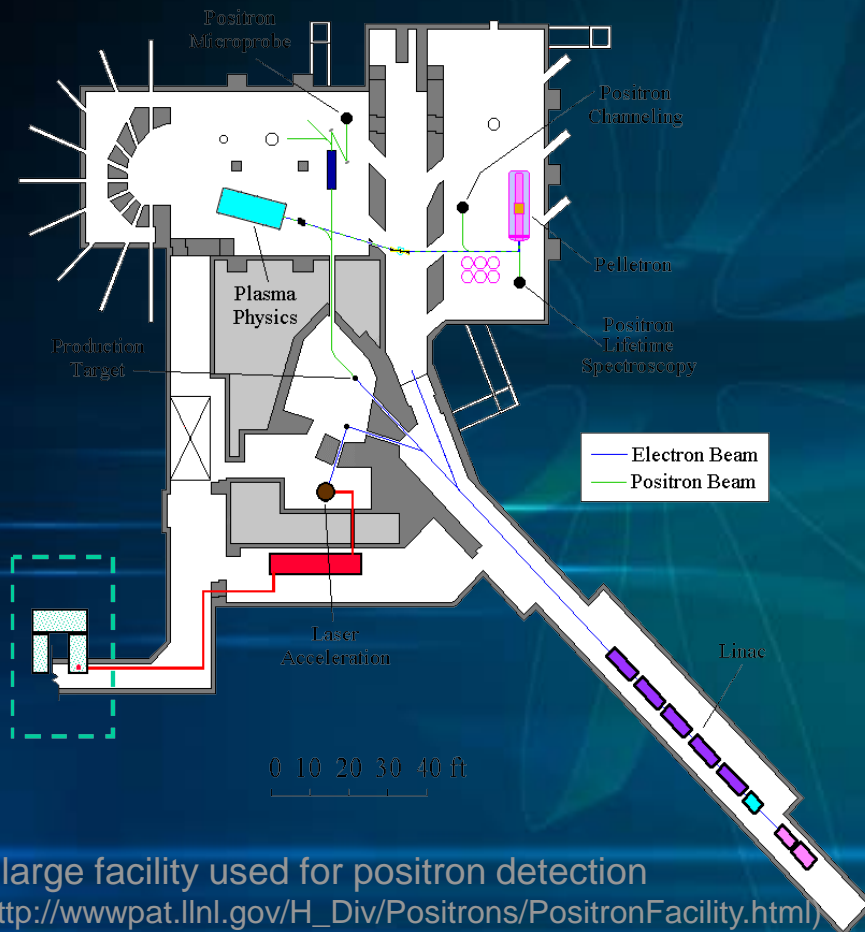 Positron
Microprobe
Positron
Channeling
Pelletron
Plasma
Physics
Production
Target
Positron
Lifetime
Spectroscopy
Electron Beam
Positron Beam
Laser
Acceleration
Linac
0 10 20 30 40 ft
large facility used for positron detection
ttp://wwwpat.llnl.gov/H_Div/Positrons/PositronFacility.html)